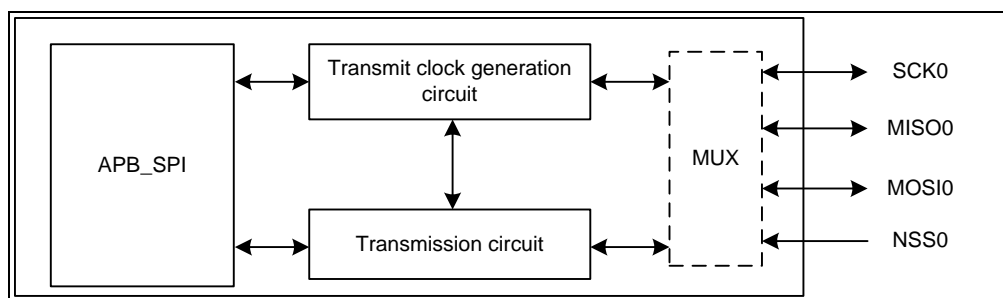 Transmit clock generation
circuit
SCK0
MISO0
APB_SPI
MUX
MOSI0
Transmission circuit
NSS0